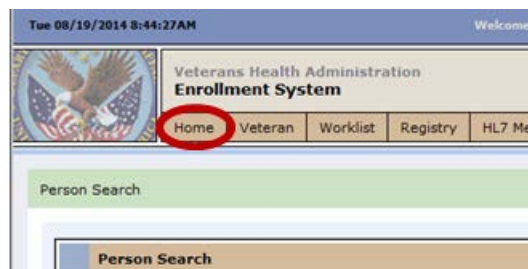 Tue 08/19/2014 8:44:27AM Welcome
Veterans Health Administration
Enrollment System
Home Veteran Worklist Registry HL7 Me
Person Search
Person Search